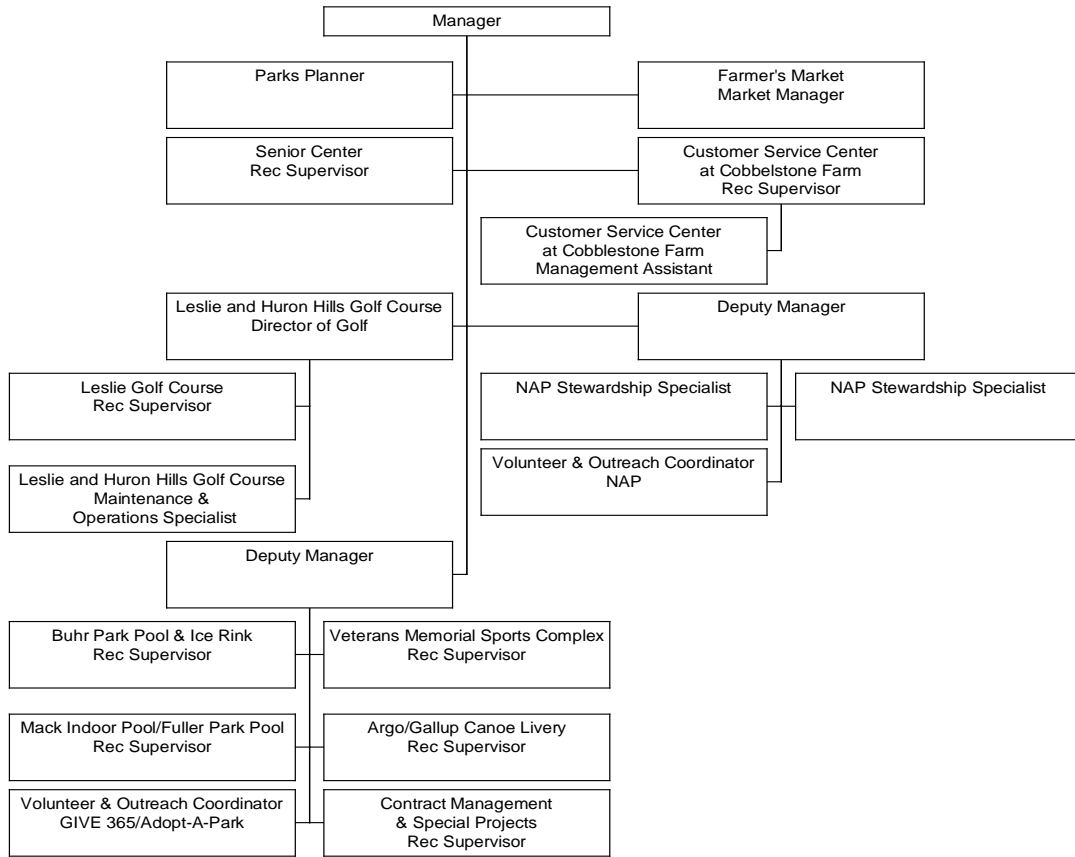 Manager
Parks Planner
Farmer's Market
Market Manager
Senior Center
Rec Supervisor
Customer Service Center
at Cobbelstone Farm
Rec Supervisor
Customer Service Center
at Cobblestone Farm
Management Assistant
Leslie and Huron Hills Golf Course
Director of Golf
Deputy Manager
Leslie Golf Course
Rec Supervisor
NAP Stewardship Specialist
NAP Stewardship Specialist
Leslie and Huron Hills Golf Course
Maintenance &
Operations Specialist
Volunteer & Outreach Coordinator
NAP
Deputy Manager
Buhr Park Pool & Ice Rink
Rec Supervisor
Veterans Memorial Sports Complex
Rec Supervisor
Mack Indoor Pool/Fuller Park Pool
Rec Supervisor
Argo/Gallup Canoe Livery
Rec Supervisor
Volunteer & Outreach Coordinator
GIVE 365/Adopt-A-Park
Contract Management
& Special Projects
Rec Supervisor